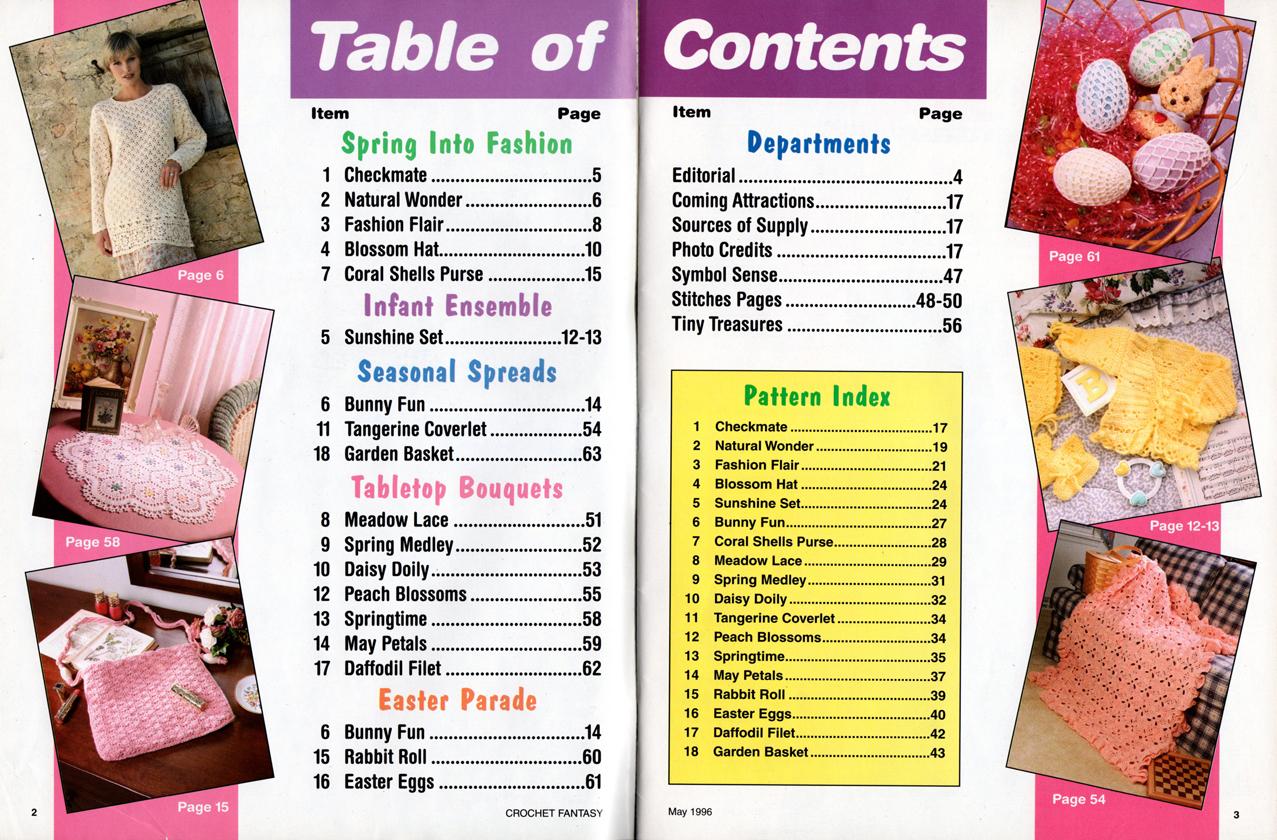 Table of Contents
Item Page
Spring Into Fashion
1 Checkmate ................................5
2 Natural Wonder ........................6
3 Fashion Flair .............................8
4 Blossom Hat............................10
7 Coral Shells Purse ...................15
Infant Ensemble
5 Sunshine Set.......................12-13
Seasonal Spreads
6 Bunny Fun ..............................14
11 Tangerine Coverlet ..................54
18 Garden Basket.........................63
Tabletop Bouquets
8 Meadow Lace .........................51
9 Spring Medley.........................52
10 Daisy Doily..............................53
12 Peach Blossoms ......................55
13 Springtime ..............................58
14 May Petals ..............................59
17 Daffodil Filet ...........................62
Easter Parade
6 Bunny Fun ..............................14
15 Rabbit Roll ..............................60
16 Easter Eggs .............................61
Page 6
Page 58
Page 15
2
CROCHET FANTASY
Item Page
Departments
Editorial ...........................................4
Coming Attractions..........................17
Sources of Supply ...........................17
Photo Credits ..................................17
Symbol Sense.................................47
Stitches Pages ..........................48-50
Tiny Treasures ...............................56
Pattern Index
1 Checkmate ...................................17
2 Natural Wonder .............................19
3 Fashion Flair .................................21
4 Blossom Hat .................................24
5 Sunshine Set.................................24
6 Bunny Fun.....................................27
7 Coral Shells Purse.........................28
8 Meadow Lace ................................29
9 Spring Medley ...............................31
10 Daisy Doily ....................................32
11 Tangerine Coverlet ........................34
12 Peach Blossoms............................34
13 Springtime.....................................35
14 May Petals ....................................37
15 Rabbit Roll ....................................39
16 Easter Eggs...................................40
17 Daffodil Filet..................................42
18 Garden Basket ..............................43
Page 61
B
Page 12-13
Page 54
May 1996
3